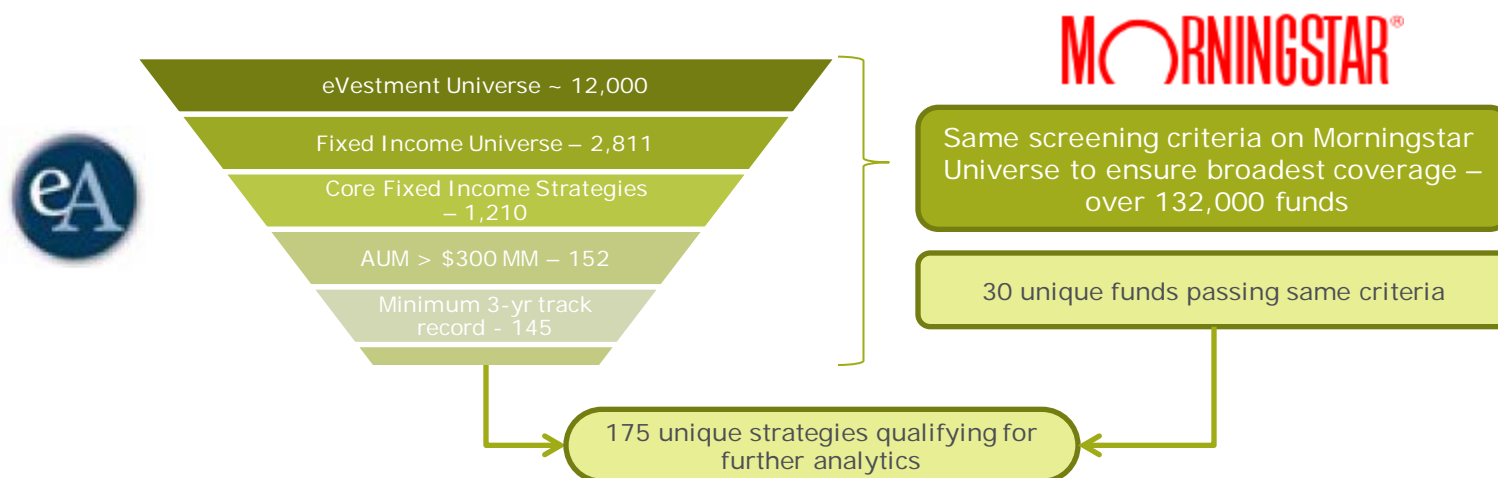 MORNINGSTAR®
eVestment Universe ~ 12,000
Fixed Income Universe – 2,811
Core Fixed Income Strategies
– 1,210
AUM > $300 MM – 152
Minimum 3-yr track
record - 145
eA
Same screening criteria on Morningstar
Universe to ensure broadest coverage –
over 132,000 funds
30 unique funds passing same criteria
175 unique strategies qualifying for
further analytics